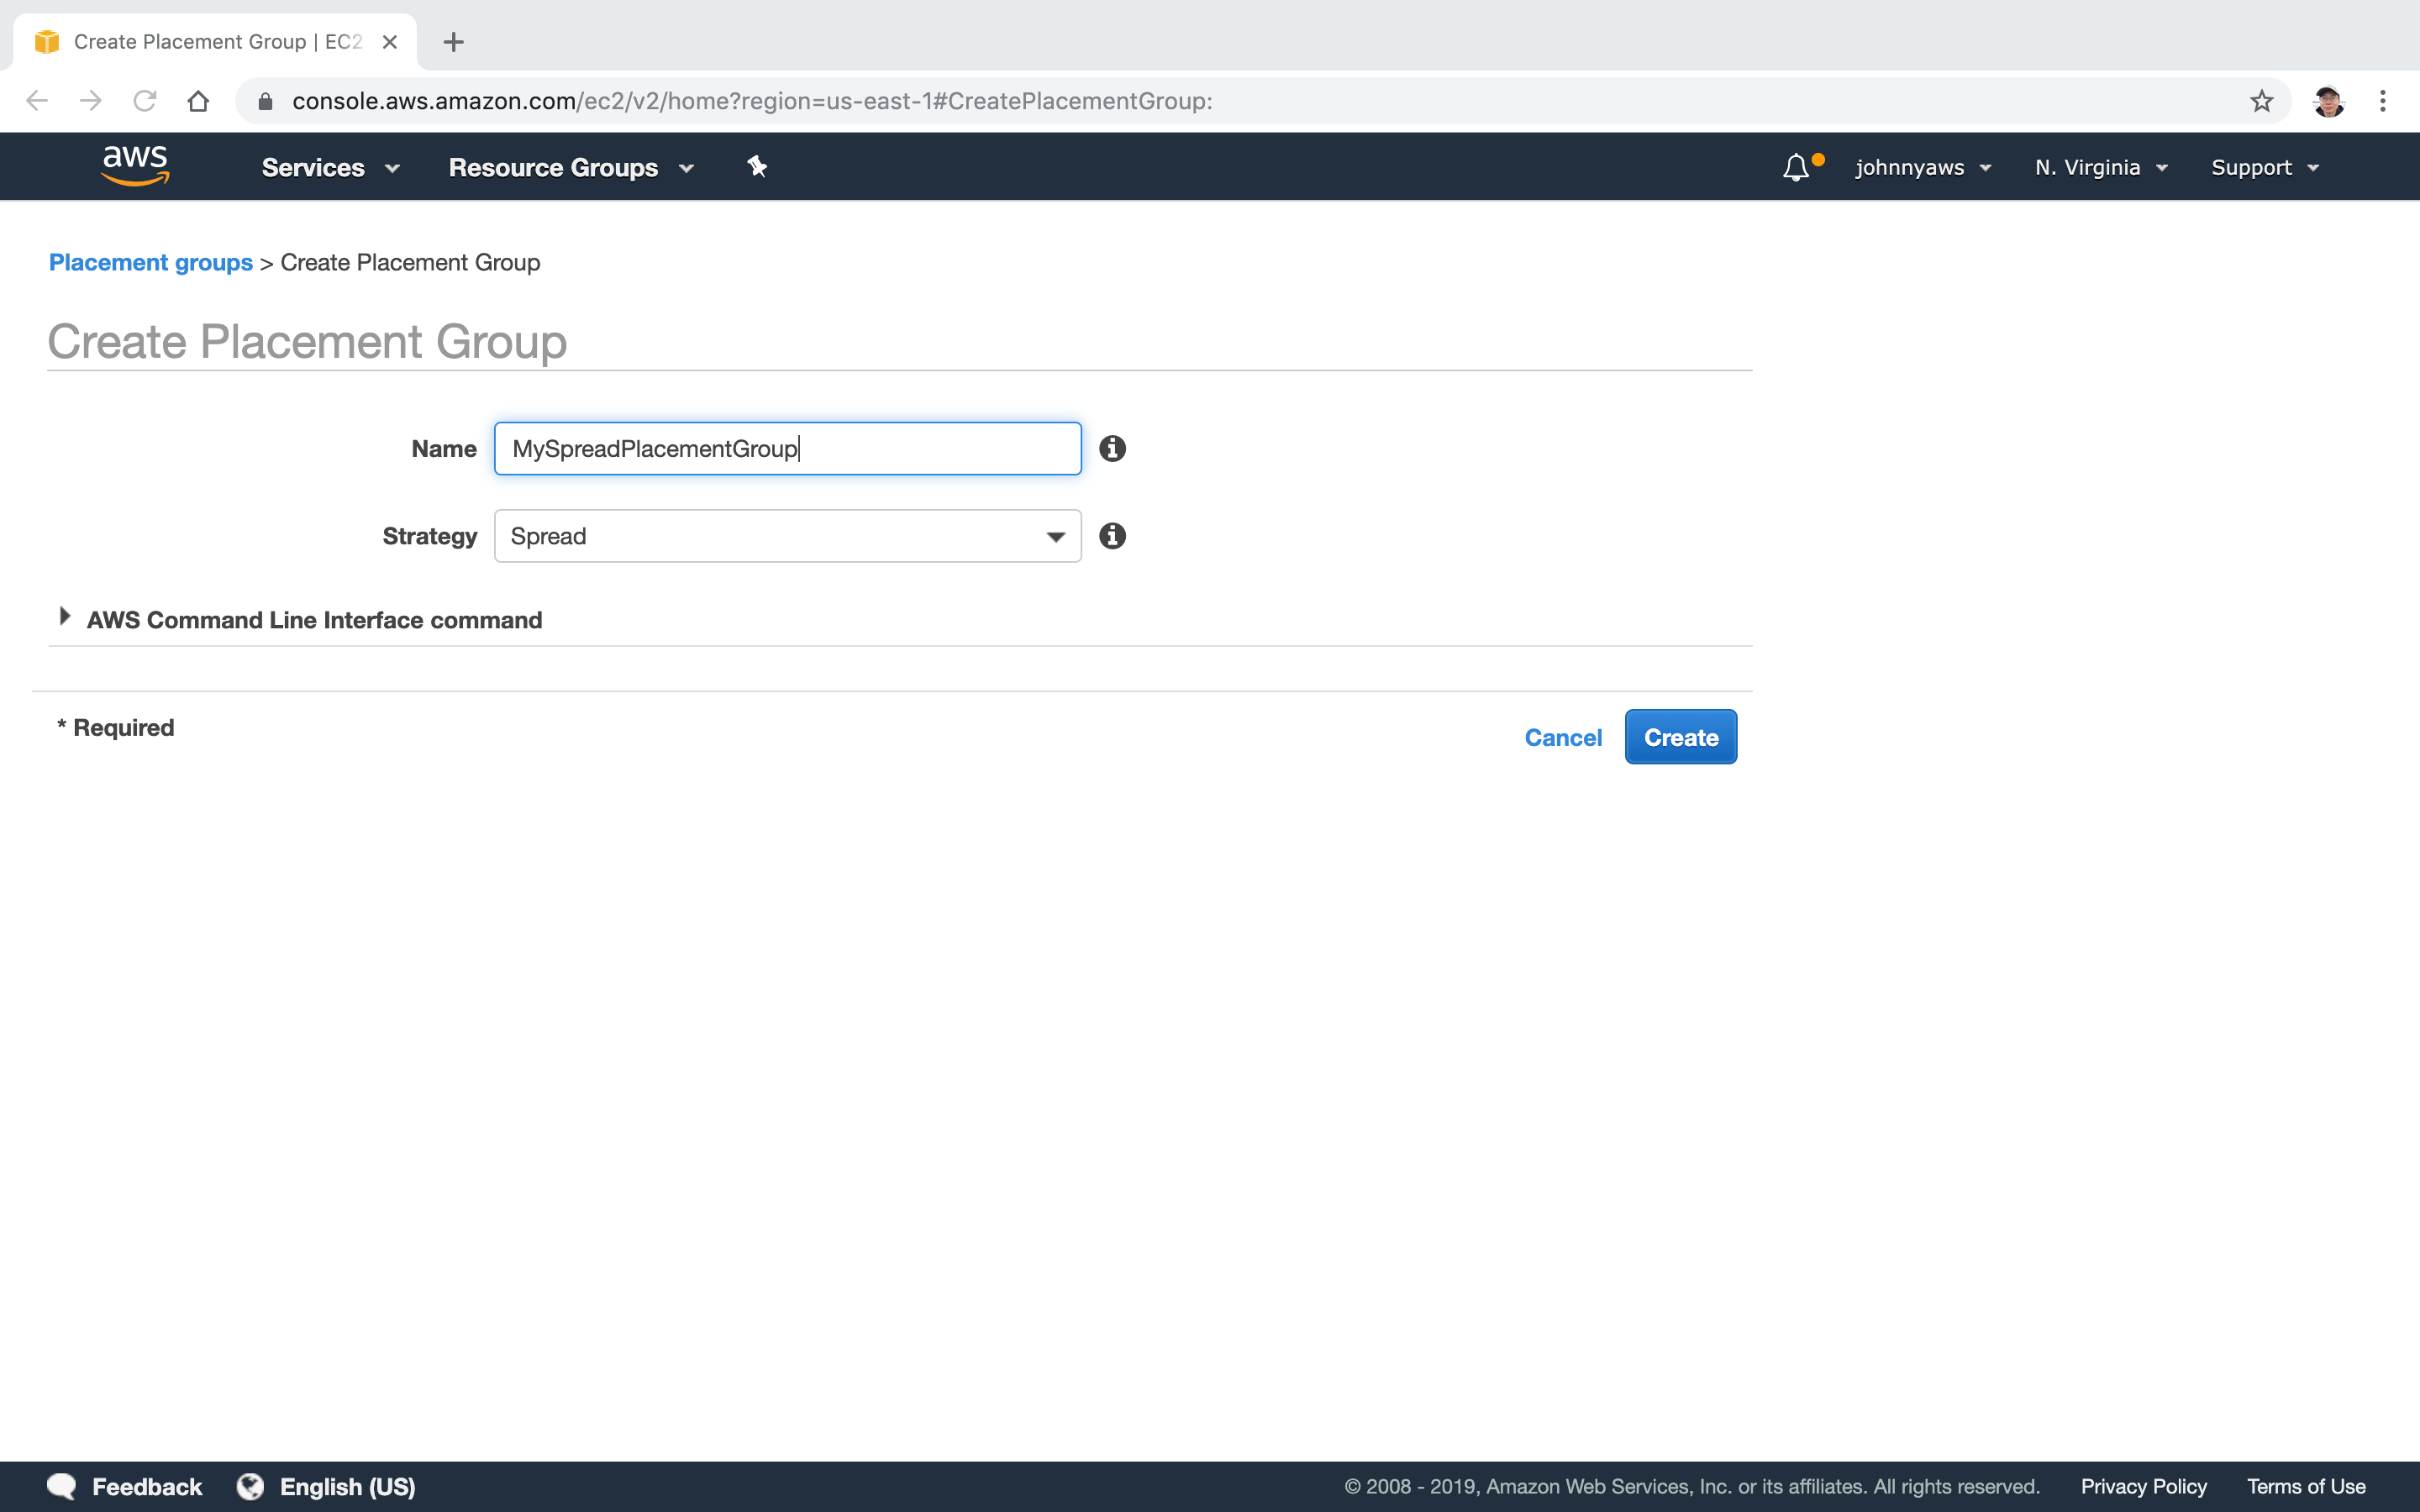 Create Placement Group | EC2
console.aws.amazon.com/ec2/v2/home?region=us-east-1#CreatePlacementGroup:
aws Services Resource Groups johnnyaws N. Virginia Support
Placement groups > Create Placement Group
Create Placement Group
Name MySpreadPlacementGroup
Strategy Spread
AWS Command Line Interface command
* Required Cancel Create
Feedback English (US) © 2008 - 2019, Amazon Web Services, Inc. or its affiliates. All rights reserved. Privacy Policy Terms of Use